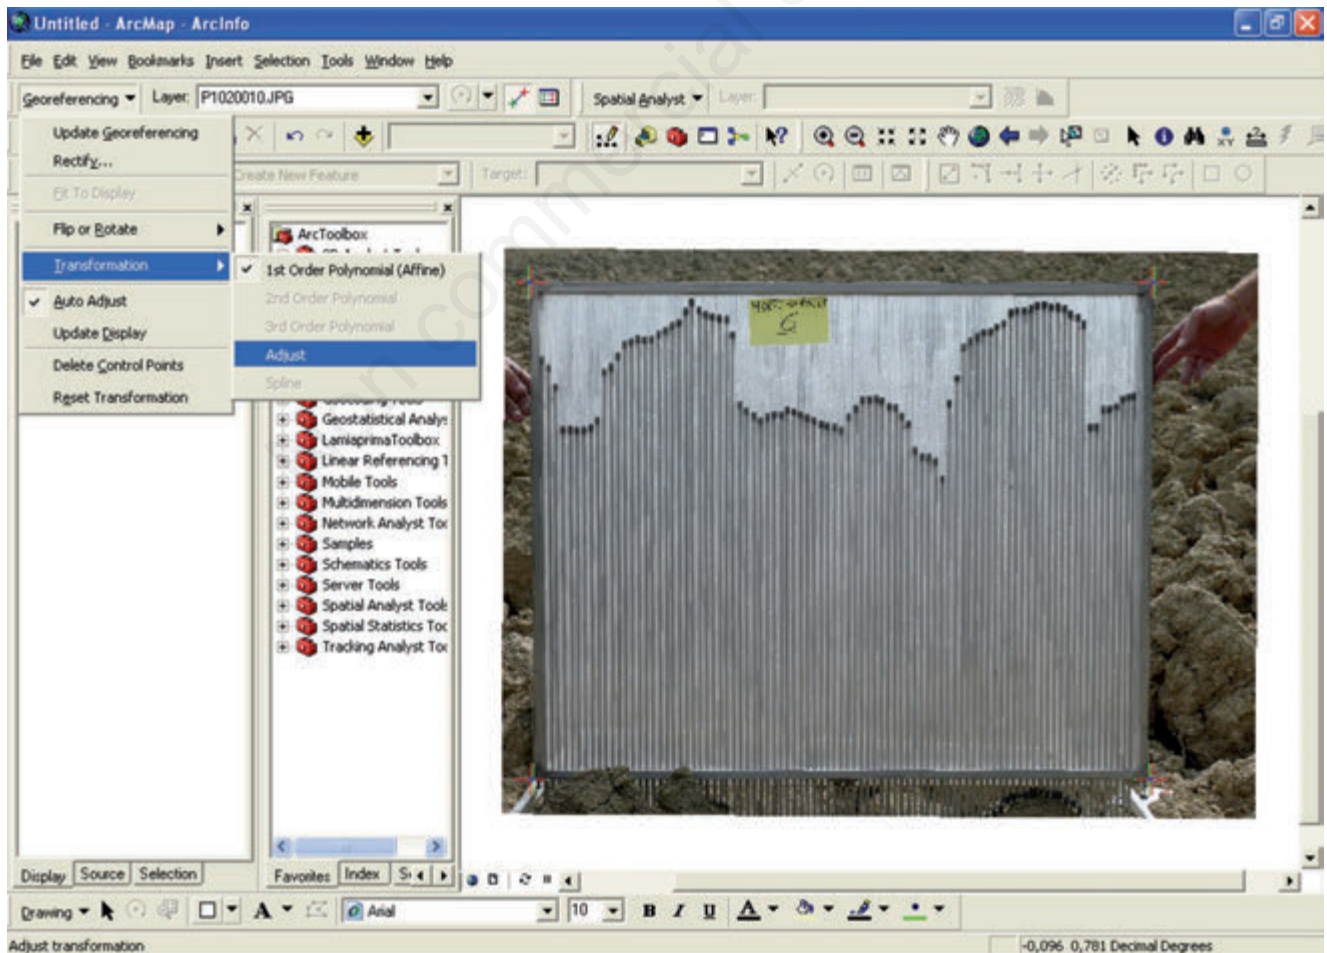 Untitled - ArcMap - ArcInfo
File Edit View Bookmarks Insert Selection Tools Window Help
Georeferencing Layer: P1020010.JPG Spatial Analyst Layer:
Update Georeferencing
Rectify...
Fit To Display
Create New Feature Target:
Flip or Rotate
ArcToolbox
Transformation
1st Order Polynomial (Affine)
2nd Order Polynomial
3rd Order Polynomial
Adjust
Spline
Auto Adjust
Update Display
Delete Control Points
Reset Transformation
Geostatistical Analys
LamiaprimaToolbox
Linear Referencing T
Mobile Tools
Multidimension Tools
Network Analyst Too
Samples
Schematics Tools
Server Tools
Spatial Analyst Tools
Spatial Statistics Too
Tracking Analyst Too
6
Display Source Selection
Favorites Index S
Drawing A Arial 10 B I U A
Adjust transformation
-0,096 0,781 Decimal Degrees
n commercial